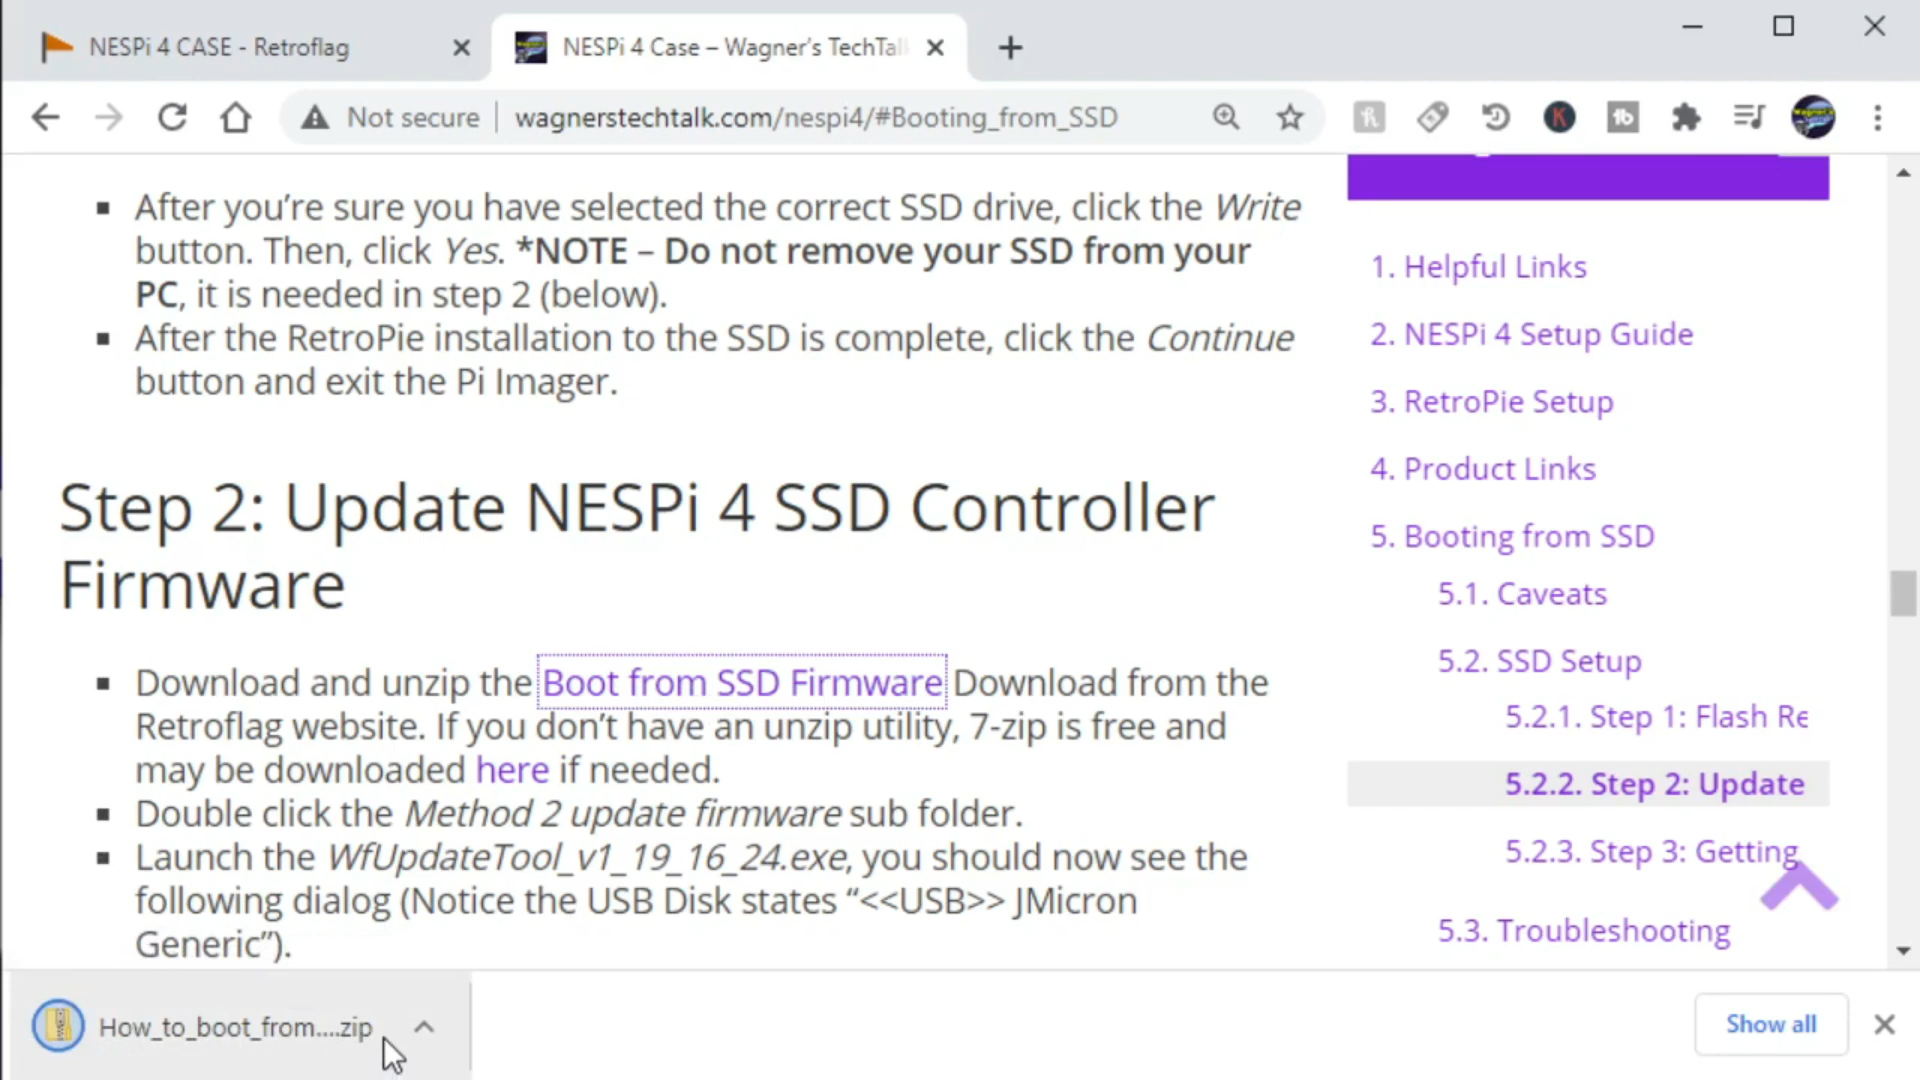 NESPi 4 CASE - Retroflag
NESPi 4 Case – Wagner's TechTal
Not secure
wagnerstechtalk.com/nespi4/#Booting_from_SSD
After you're sure you have selected the correct SSD drive, click the Write
button. Then, click Yes. *NOTE – Do not remove your SSD from your
PC, it is needed in step 2 (below).
After the RetroPie installation to the SSD is complete, click the Continue
button and exit the Pi Imager.
Step 2: Update NESPi 4 SSD Controller
Firmware
Download and unzip the Boot from SSD Firmware Download from the
Retroflag website. If you don't have an unzip utility, 7-zip is free and
may be downloaded here if needed.
Double click the Method 2 update firmware sub folder.
Launch the WfUpdateTool_v1_19_16_24.exe, you should now see the
following dialog (Notice the USB Disk states “<<USB>> JMicron
Generic”).
1. Helpful Links
2. NESPi 4 Setup Guide
3. RetroPie Setup
4. Product Links
5. Booting from SSD
5.1. Caveats
5.2. SSD Setup
5.2.1. Step 1: Flash Re
5.2.2. Step 2: Update
5.2.3. Step 3: Getting
5.3. Troubleshooting
How_to_boot_from....zip
Show all